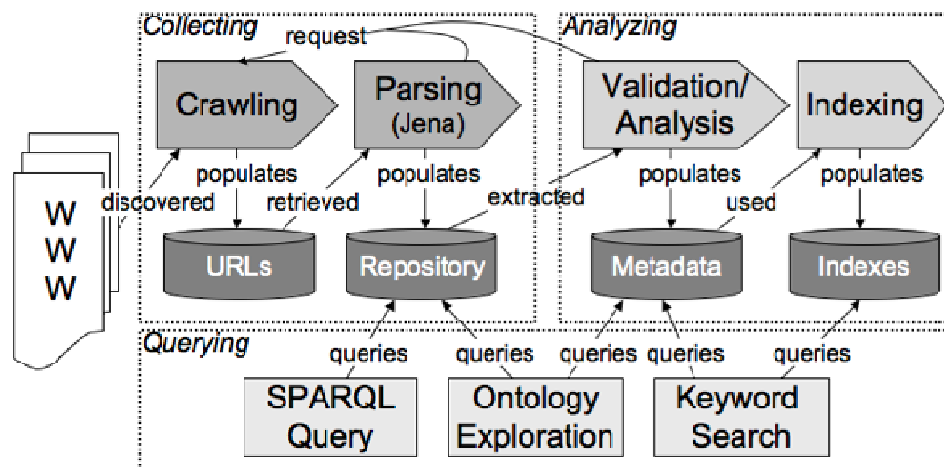 Collecting
Analyzing
request
Crawling
Parsing
(Jena)
Validation/
Analysis
Indexing
populates
populates
populates
populates
discovered
retrieved
extracted
used
W
W
W
URLs
Repository
Metadata
Indexes
Querying
queries
queries
queries
queries
queries
SPARQL
Query
Ontology
Exploration
Keyword
Search